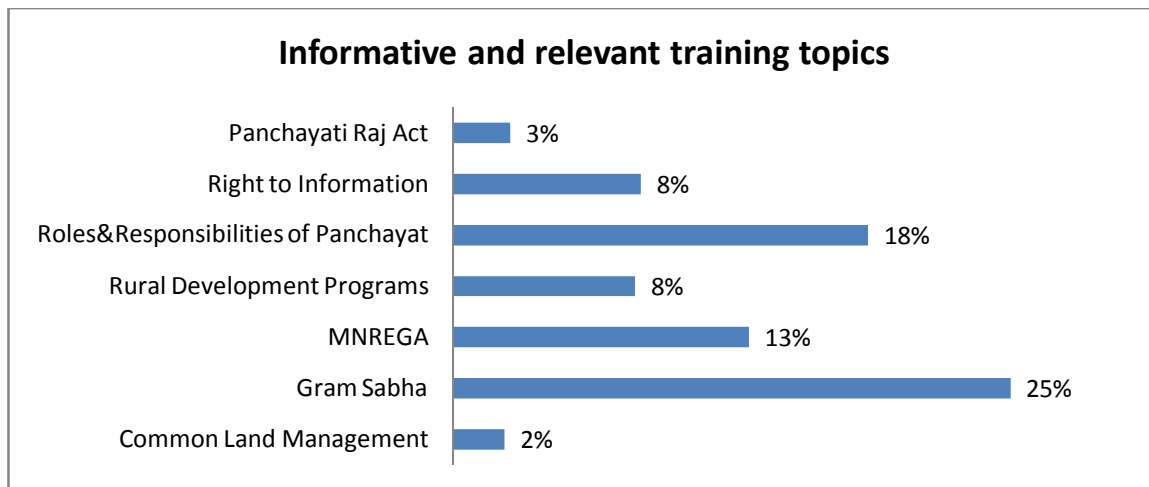 Informative and relevant training topics
Panchayati Raj Act 3%
Right to Information 8%
Roles&Responsibilities of Panchayat 18%
Rural Development Programs 8%
MNREGA 13%
Gram Sabha 25%
Common Land Management 2%